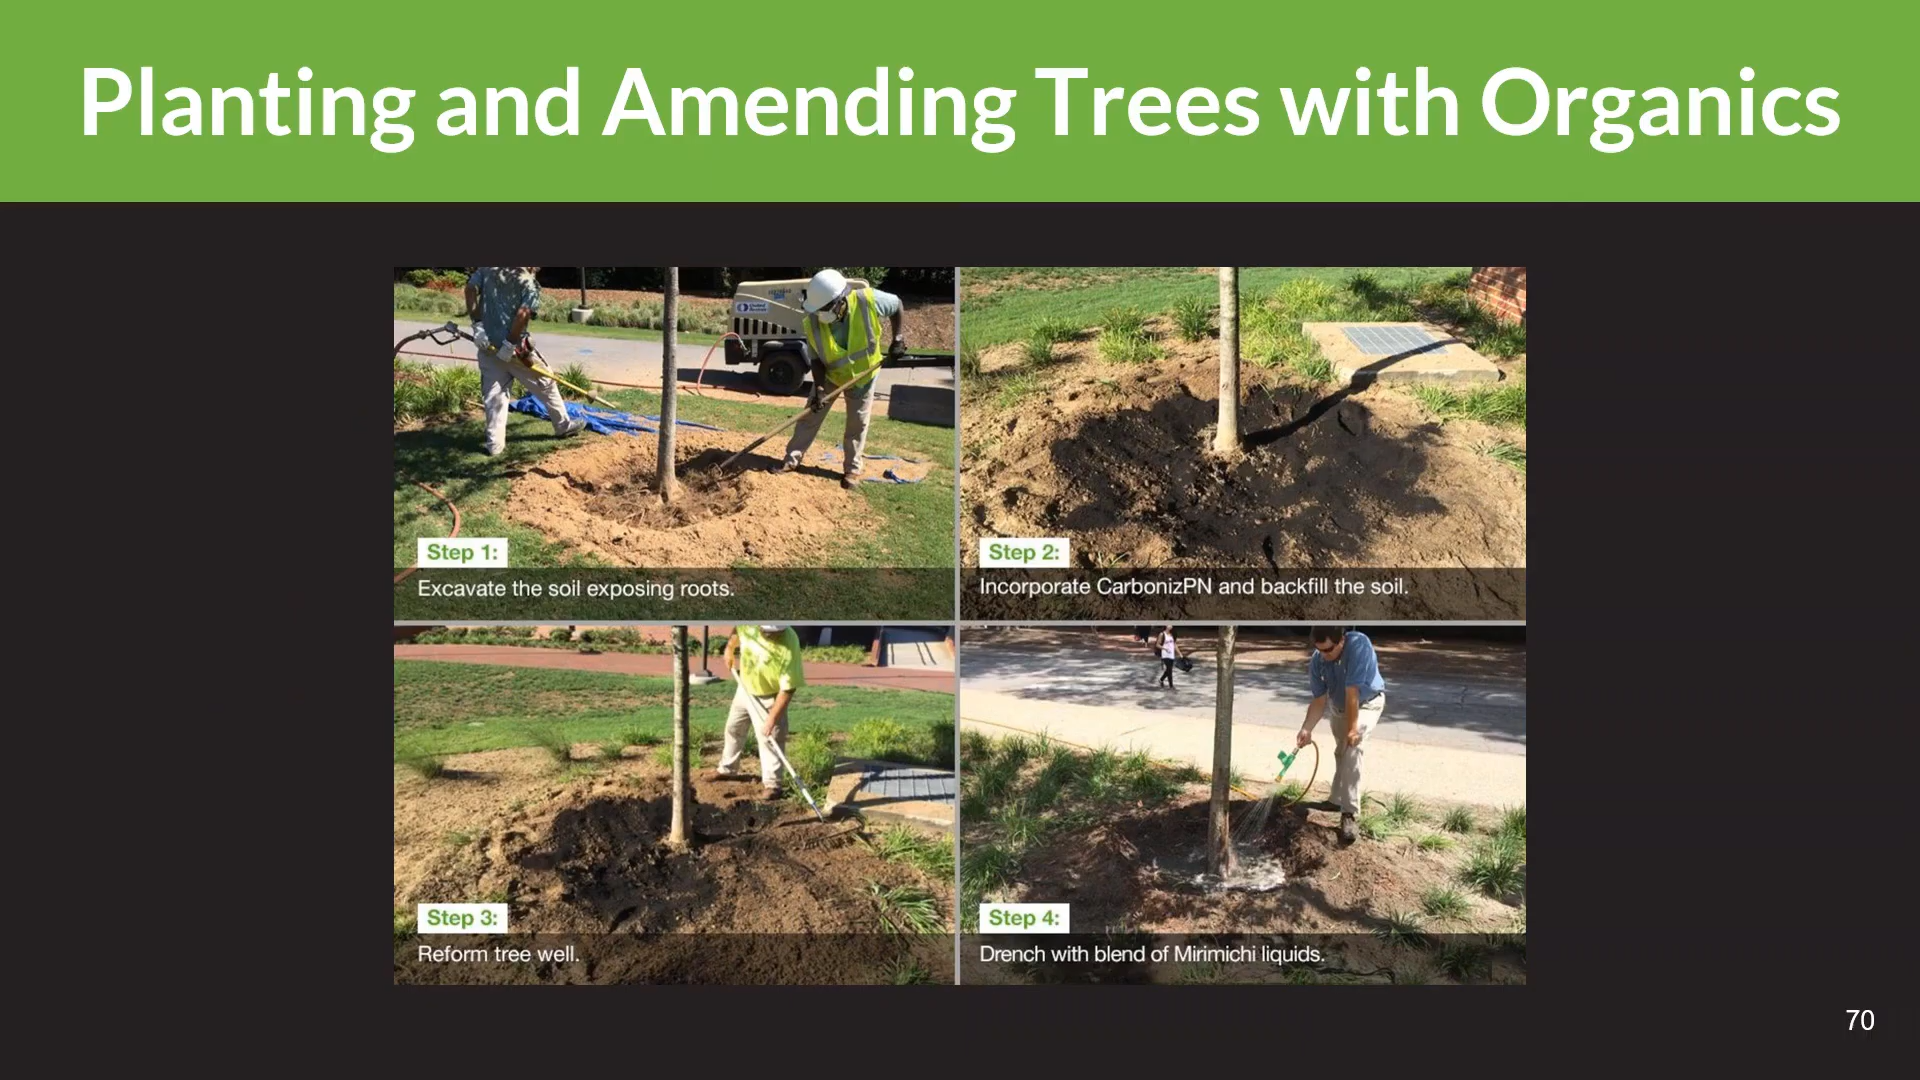 Planting and Amending Trees with Organics
Step 1:
Excavate the soil exposing roots.
Step 2:
Incorporate CarbonizPN and backfill the soil.
Step 3:
Reform tree well.
Step 4:
Drench with blend of Mirimichi liquids.
70